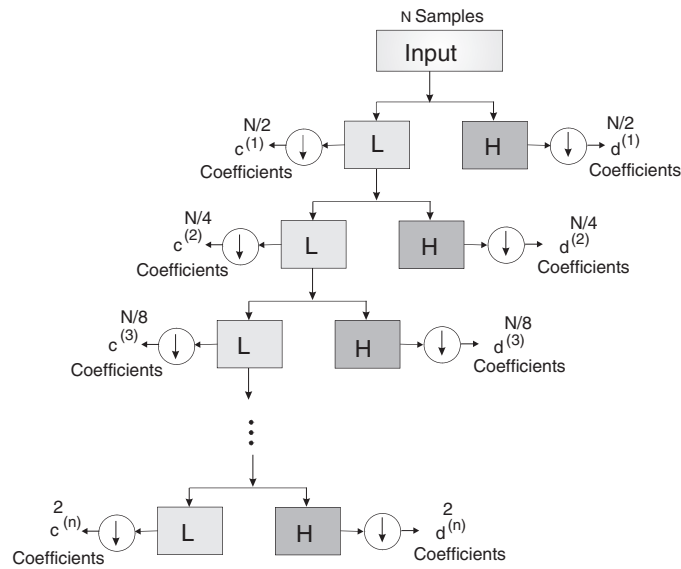 N Samples
Input
N/2
c(1)
Coefficients
L
H
N/2
d(1)
Coefficients
N/4
c(2)
Coefficients
L
H
N/4
d(2)
Coefficients
N/8
c(3)
Coefficients
L
H
N/8
d(3)
Coefficients
2
c(n)
Coefficients
L
H
2
d(n)
Coefficients